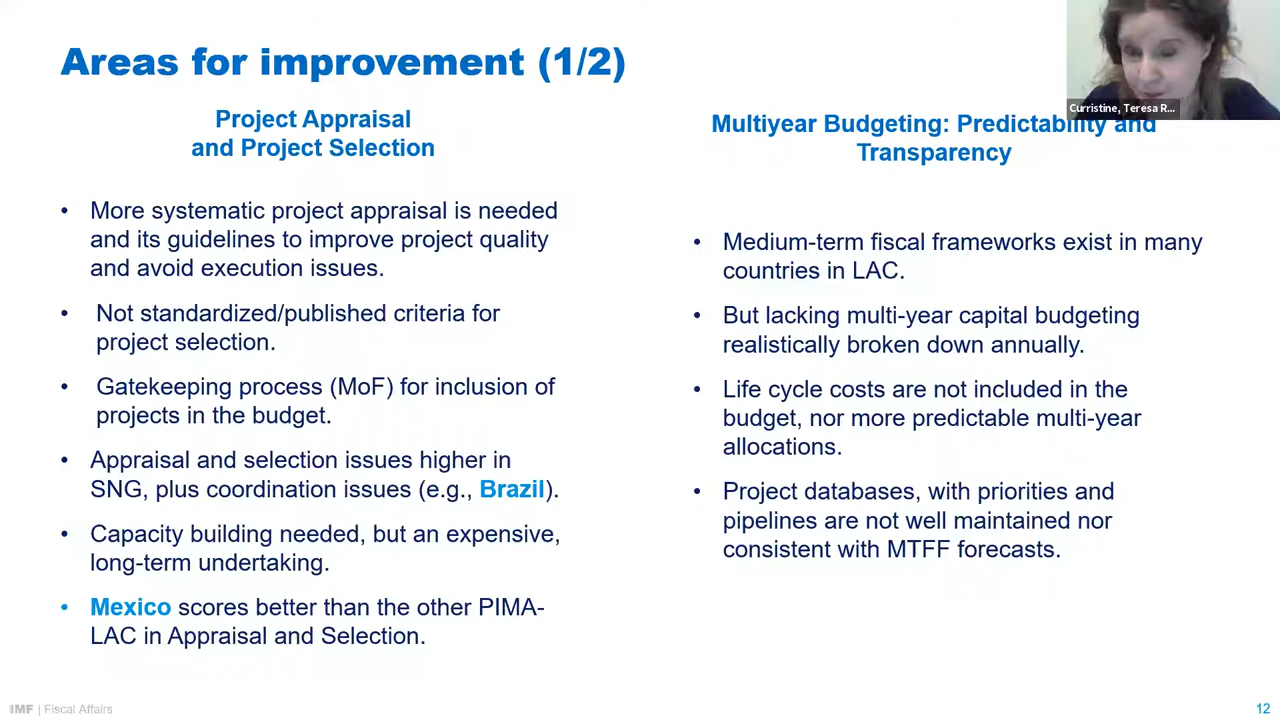 Areas for improvement (1/2)
Curristine, Teresa R...
Project Appraisal
and Project Selection
• More systematic project appraisal is needed
and its guidelines to improve project quality
and avoid execution issues.
• Not standardized/published criteria for
project selection.
• Gatekeeping process (MoF) for inclusion of
projects in the budget.
• Appraisal and selection issues higher in
SNG, plus coordination issues (e.g., Brazil).
• Capacity building needed, but an expensive,
long-term undertaking.
• Mexico scores better than the other PIMA-
LAC in Appraisal and Selection.
Multiyear Budgeting: Predictability and
Transparency
• Medium-term fiscal frameworks exist in many
countries in LAC.
• But lacking multi-year capital budgeting
realistically broken down annually.
• Life cycle costs are not included in the
budget, nor more predictable multi-year
allocations.
• Project databases, with priorities and
pipelines are not well maintained nor
consistent with MTFF forecasts.
IMF | Fiscal Affairs
12